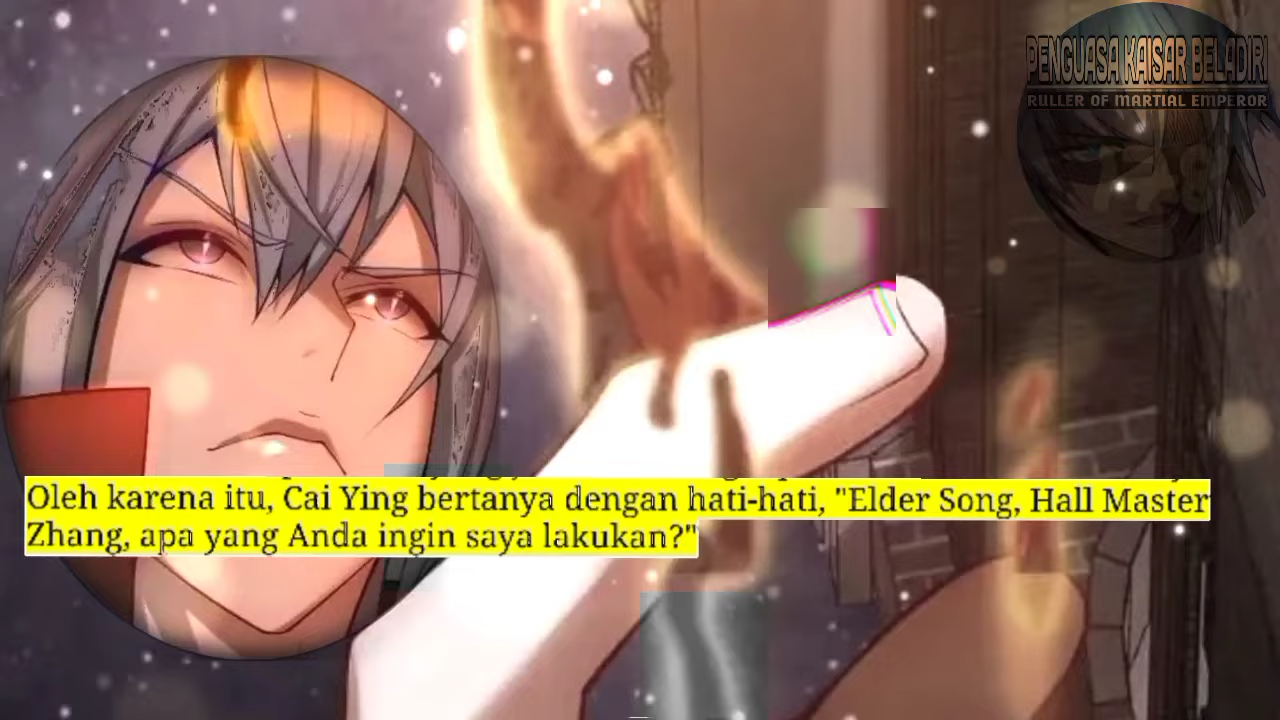 PENGUASA KAISAR BELADIRI
RULLER OF MARTIAL EMPEROR
Oleh karena itu, Cai Ying bertanya dengan hati-hati, "Elder Song, Hall Master
Zhang, apa yang Anda ingin saya lakukan?"